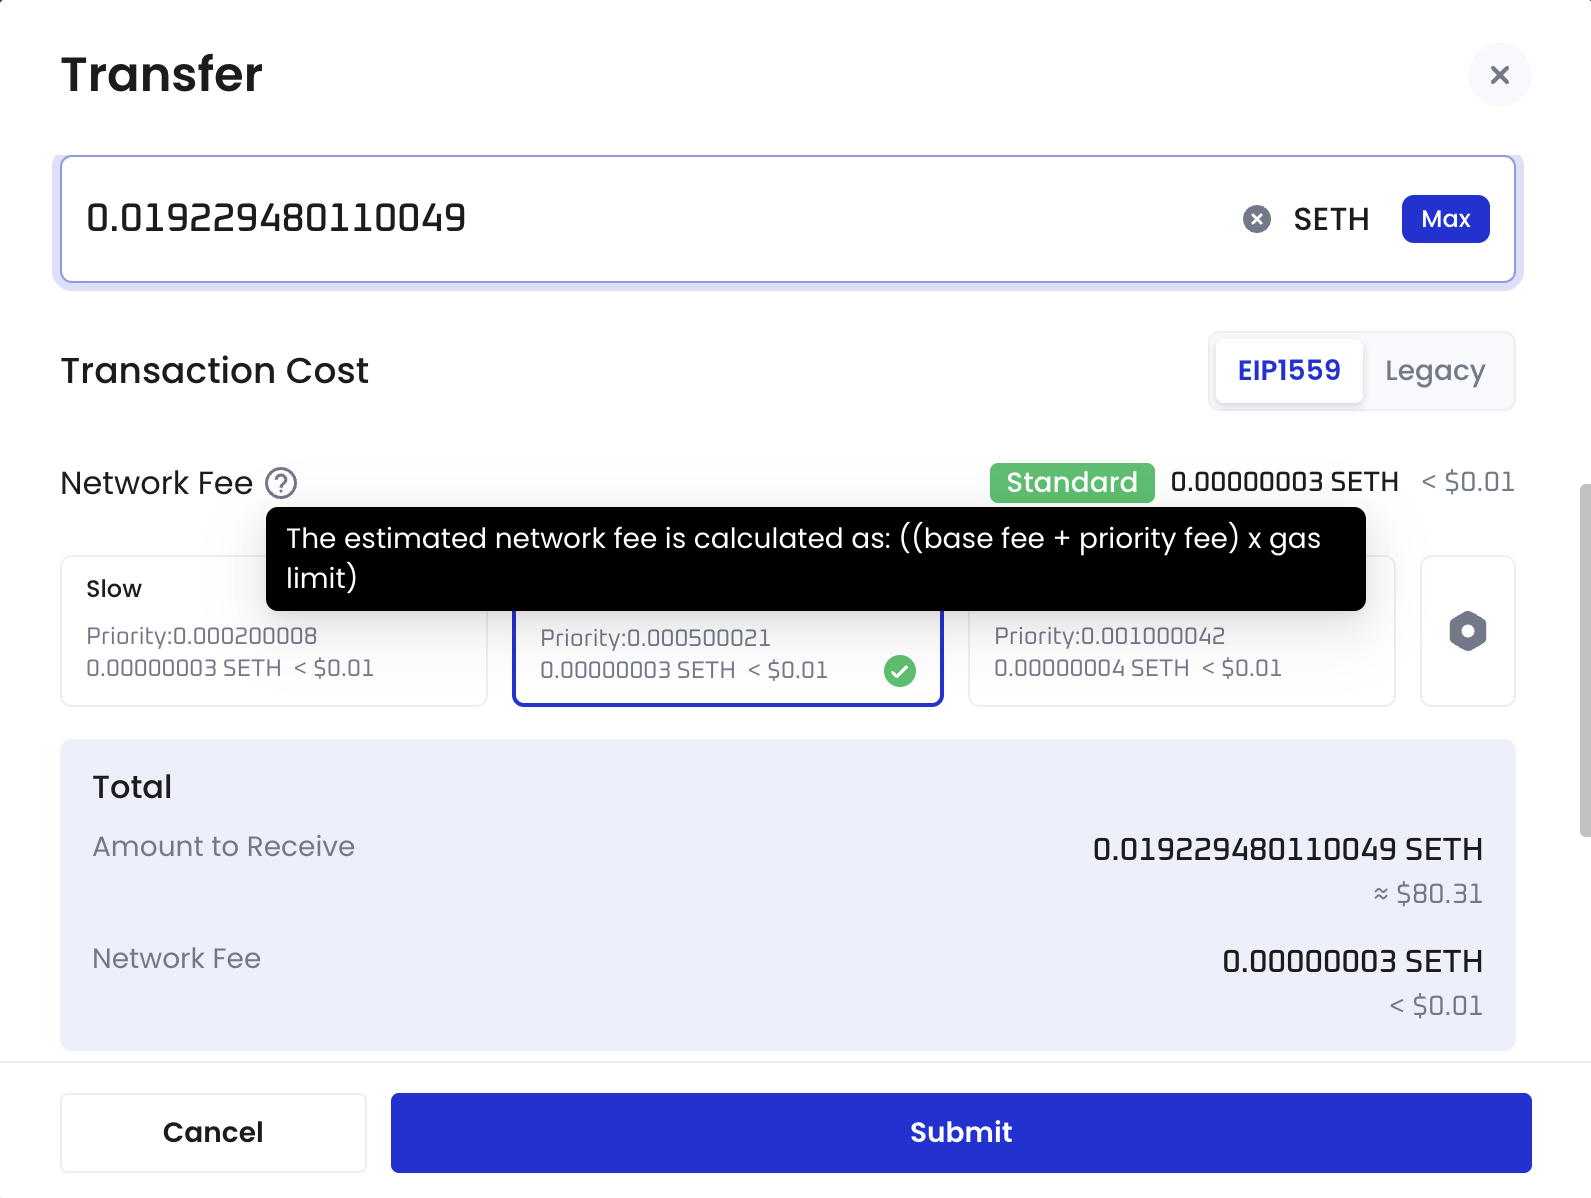 Transfer
0.019229480110049 SETH Max
Transaction Cost EIP1559 Legacy
Network Fee Standard 0.00000003 SETH < $0.01
The estimated network fee is calculated as: ((base fee + priority fee) x gas
limit)
Slow
Priority:0.000200008
0.00000003 SETH < $0.01
Priority:0.000500021
0.00000003 SETH < $0.01
Priority:0.001000042
0.00000004 SETH < $0.01
Total
Amount to Receive 0.019229480110049 SETH
≈ $80.31
Network Fee 0.00000003 SETH
< $0.01
Cancel Submit